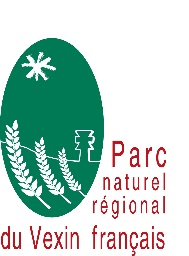 Parc
naturel
régional
du Vexin français